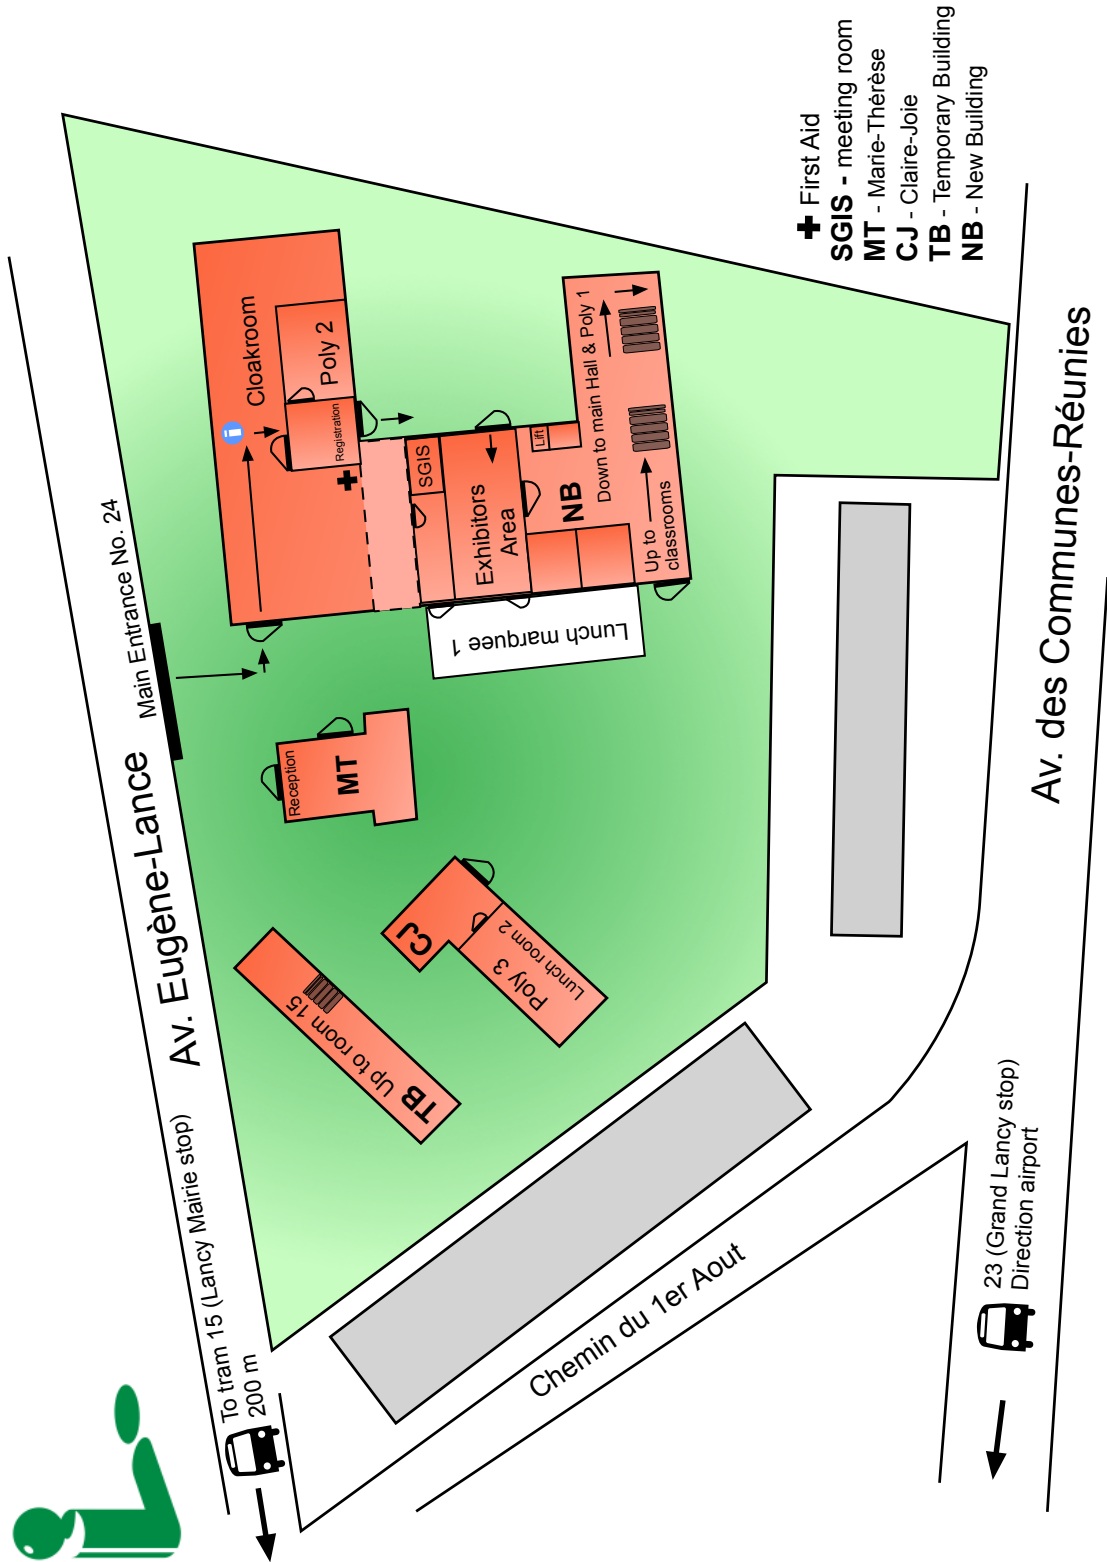 Av. Eugène-Lance
Main Entrance No. 24
To tram 15 (Lancy Mairie stop)
200 m
Cloakroom
i
Poly 2
Registration
SGIS
Exhibitors
Area
Lift
NB
Down to main Hall & Poly 1
Up to
classrooms
Lunch marquee 1
Reception
MT
CJ
Poly 3
Lunch room 2
TB Up to room 15
Chemin du 1er Aout
23 (Grand Lancy stop)
Direction airport
Av. des Communes-Réunies
First Aid
SGIS - meeting room
MT - Marie-Thérèse
CJ - Claire-Joie
TB - Temporary Building
NB - New Building